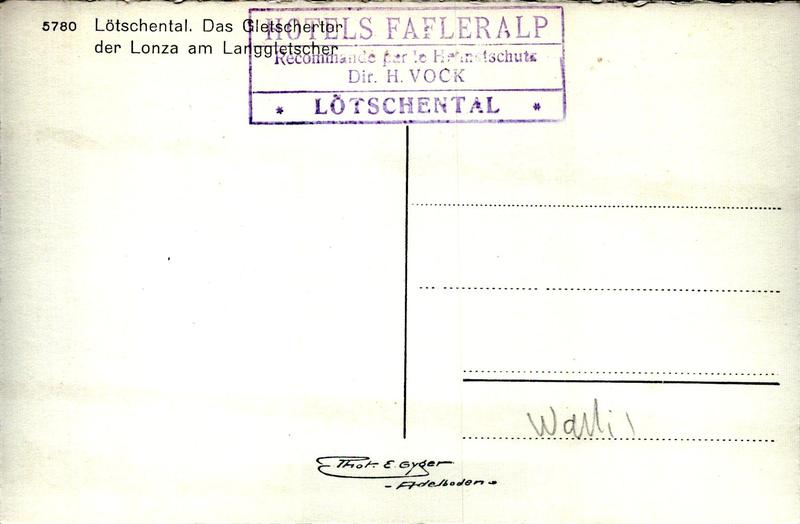 5780 Lötschental. Das Gletschertor
der Lonza am Langgletscher
HOTELS FAFLERALP
Recommandé par le Heimatschutz
Dir. H. VOCK
* LÖTSCHENTAL *
Wallis
Phot. E. Gyger
- Adelboden -